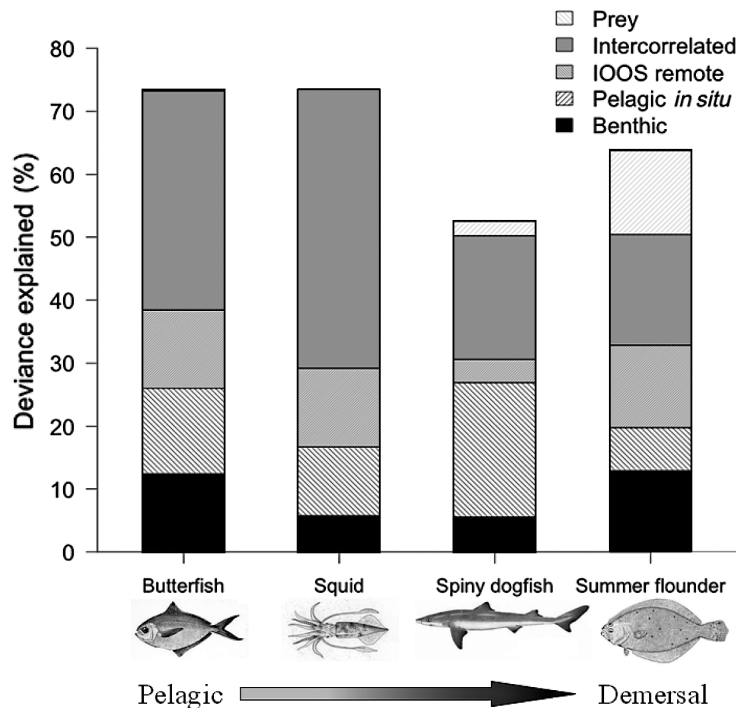 Prey
Intercorrelated
IOOS remote
Pelagic in situ
Benthic
Deviance explained (%)
80
70
60
50
40
30
20
10
0
Butterfish Squid Spiny dogfish Summer flounder
Pelagic Demersal